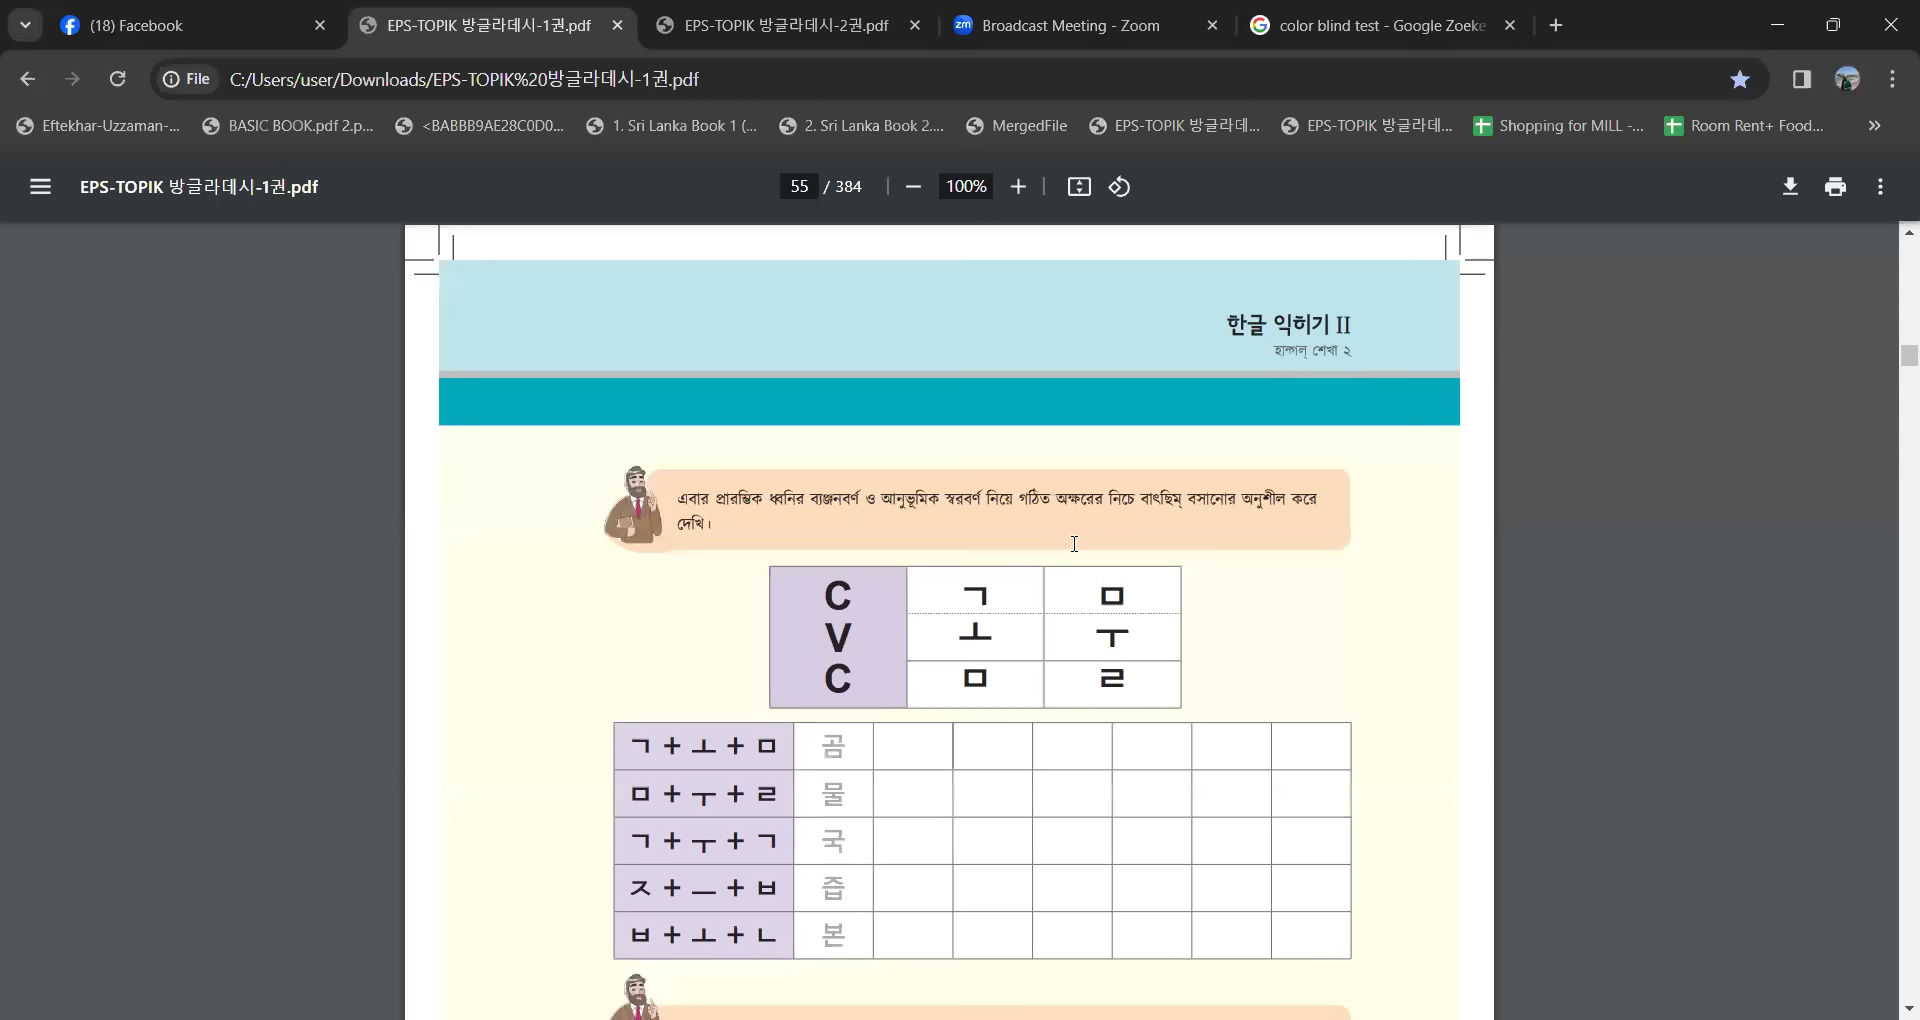 (18) Facebook
EPS-TOPIK 방글라데시-1권.pdf
EPS-TOPIK 방글라데시-2권.pdf
zm Broadcast Meeting - Zoom
color blind test - Google Zoeke
File C:/Users/user/Downloads/EPS-TOPIK%20방글라데시-1권.pdf
Eftekhar-Uzzaman-...
BASIC BOOK.pdf 2.p...
<BABBB9AE28C0D0...
1. Sri Lanka Book 1 (...
2. Sri Lanka Book 2....
MergedFile
EPS-TOPIK 방글라데...
EPS-TOPIK 방글라데...
Shopping for MILL -...
Room Rent+ Food...
EPS-TOPIK 방글라데시-1권.pdf
55 / 384
100%
한글 익히기 II
হানগল্ শেখা ২
এবার প্রারম্ভিক ধ্বনির ব্যঞ্জনবর্ণ ও আনুভূমিক স্বরবর্ণ নিয়ে গঠিত অক্ষরের নিচে বাৎছিম্ বসানোর অনুশীল করে
দেখি।
C ㄱ ㅁ
V ㅗ ㅜ
C ㅁ ㄹ
ㄱ + ㅗ + ㅁ 곰
ㅁ + ㅜ + ㄹ 물
ㄱ + ㅜ + ㄱ 국
ㅈ + ㅡ + ㅂ 즙
ㅂ + ㅗ + ㄴ 본